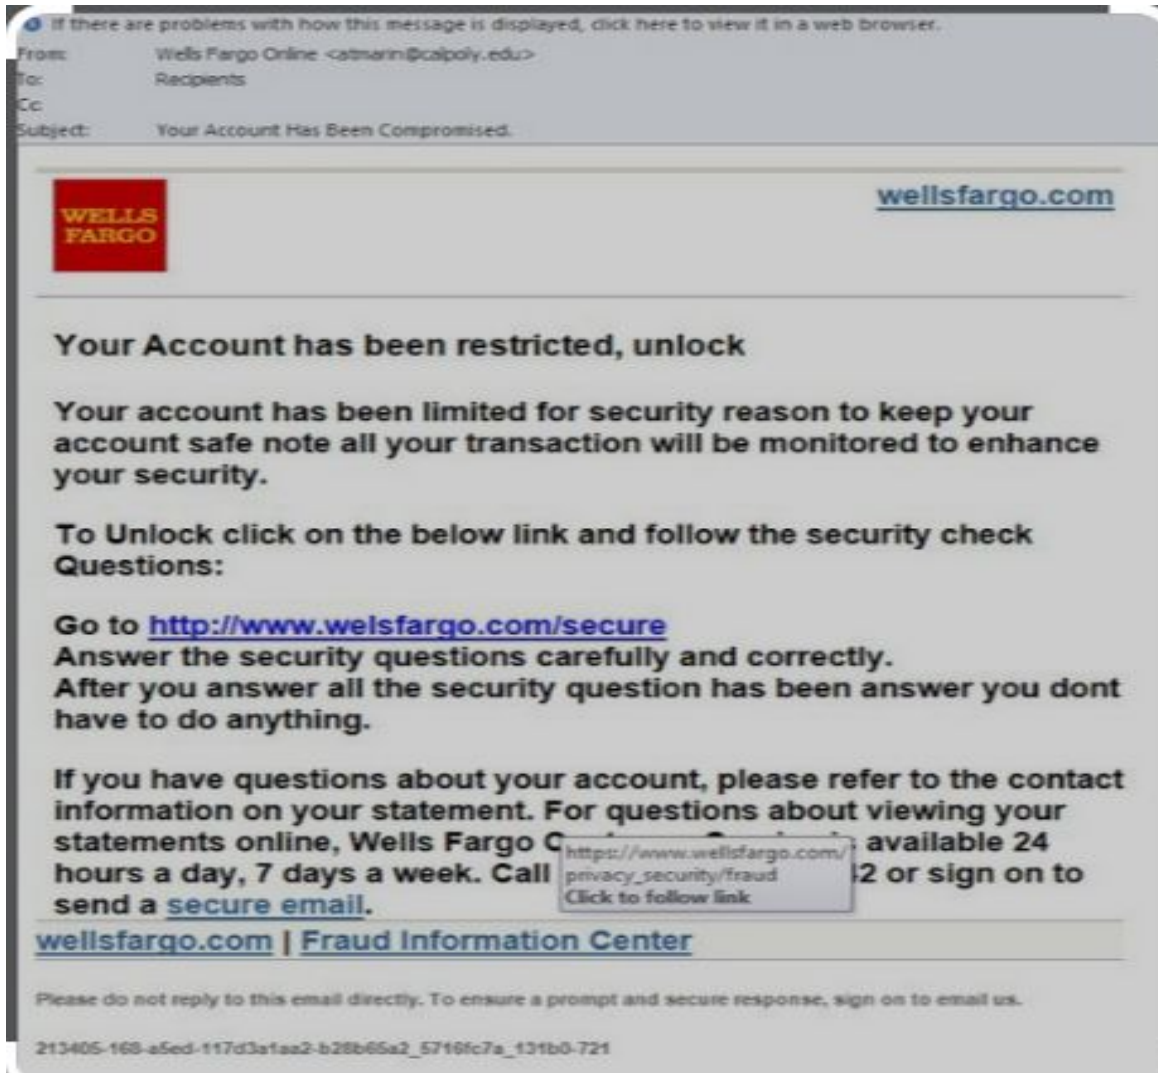 If there are problems with how this message is displayed, click here to view it in a web browser.
From: Wells Fargo Online <atmarin@calpoly.edu>
To: Recipients
Cc
Subject: Your Account Has Been Compromised.
WELLS
FARGO
wellsfargo.com
Your Account has been restricted, unlock
Your account has been limited for security reason to keep your
account safe note all your transaction will be monitored to enhance
your security.
To Unlock click on the below link and follow the security check
Questions:
Go to http://www.welsfargo.com/secure
Answer the security questions carefully and correctly.
After you answer all the security question has been answer you dont
have to do anything.
If you have questions about your account, please refer to the contact
information on your statement. For questions about viewing your
statements online, Wells Fargo available 24
hours a day, 7 days a week. Call 2 or sign on to
send a secure email.
https://www.wellsfargo.com/
privacy_security/fraud
Click to follow link
wellsfargo.com | Fraud Information Center
Please do not reply to this email directly. To ensure a prompt and secure response, sign on to email us.
213405-168-a5ed-117d3a1aa2-b28b65a2_5716fc7a_131b0-721